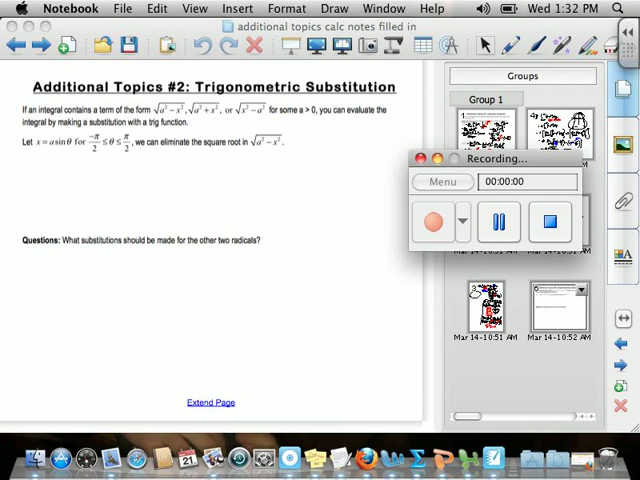 Notebook File Edit View Insert Format Draw Window Help Wed 1:32 PM
additional topics calc notes filled in
Additional Topics #2: Trigonometric Substitution
If an integral contains a term of the form √a² − x², √a² + x², or √x² − a² for some a > 0, you can evaluate the
integral by making a substitution with a trig function.
Let x = a sin θ for −π/2 ≤ θ ≤ π/2, we can eliminate the square root in √a² − x².
Questions: What substitutions should be made for the other two radicals?
Extend Page
Groups
Group 1
Recording...
Menu 00:00:00
Mar 14-10:51 AM Mar 14-10:52 AM